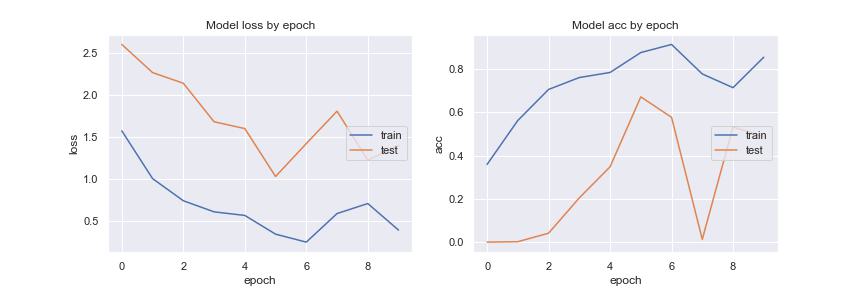 Model loss by epoch
2.5
2.0
1.5
1.0
0.5
loss
train
test
0 2 4 6 8
epoch
Model acc by epoch
0.8
0.6
0.4
0.2
0.0
acc
train
test
0 2 4 6 8
epoch